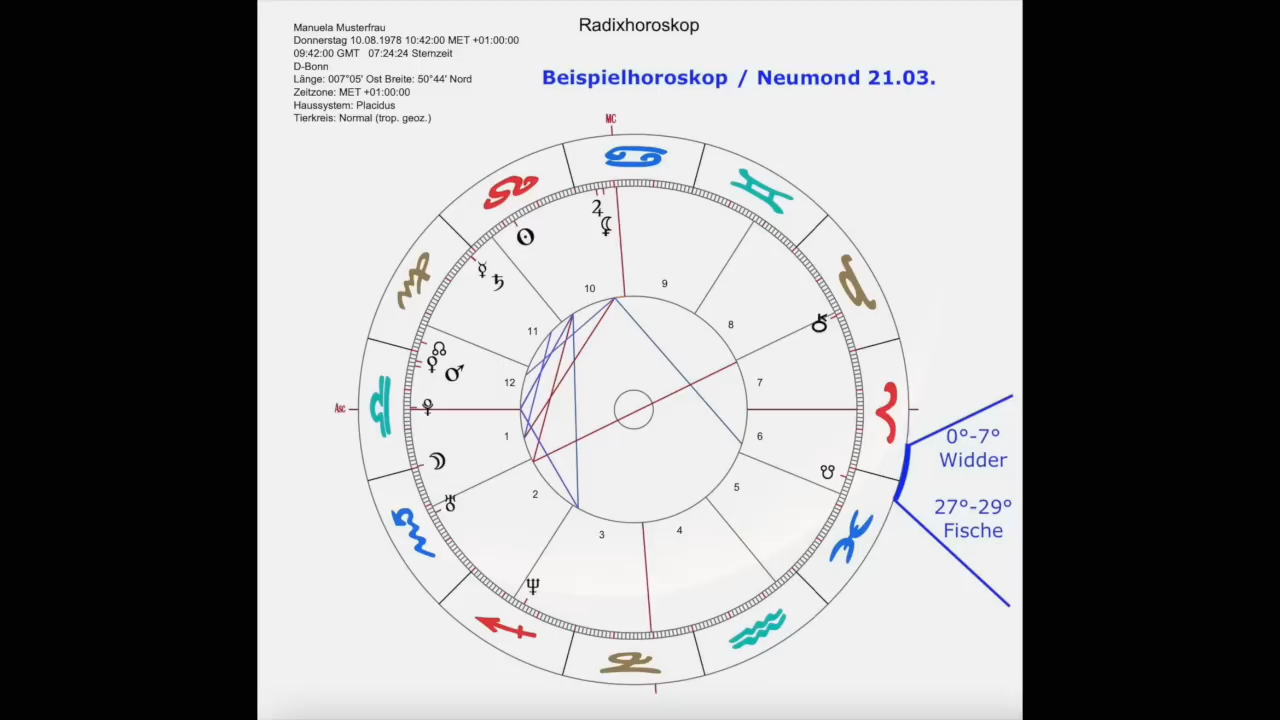 Radixhoroskop
Manuela Musterfrau
Donnerstag 10.08.1978 10:42:00 MET +01:00:00
09:42:00 GMT 07:24:24 Sternzeit
D-Bonn
Länge: 007°05' Ost Breite: 50°44' Nord
Zeitzone: MET +01:00:00
Haussystem: Placidus
Tierkreis: Normal (trop. geoz.)
Beispielhoroskop / Neumond 21.03.
MC
10
9
11
8
12
7
Asc
1
6
2
5
3
4
0°-7°
Widder
27°-29°
Fische